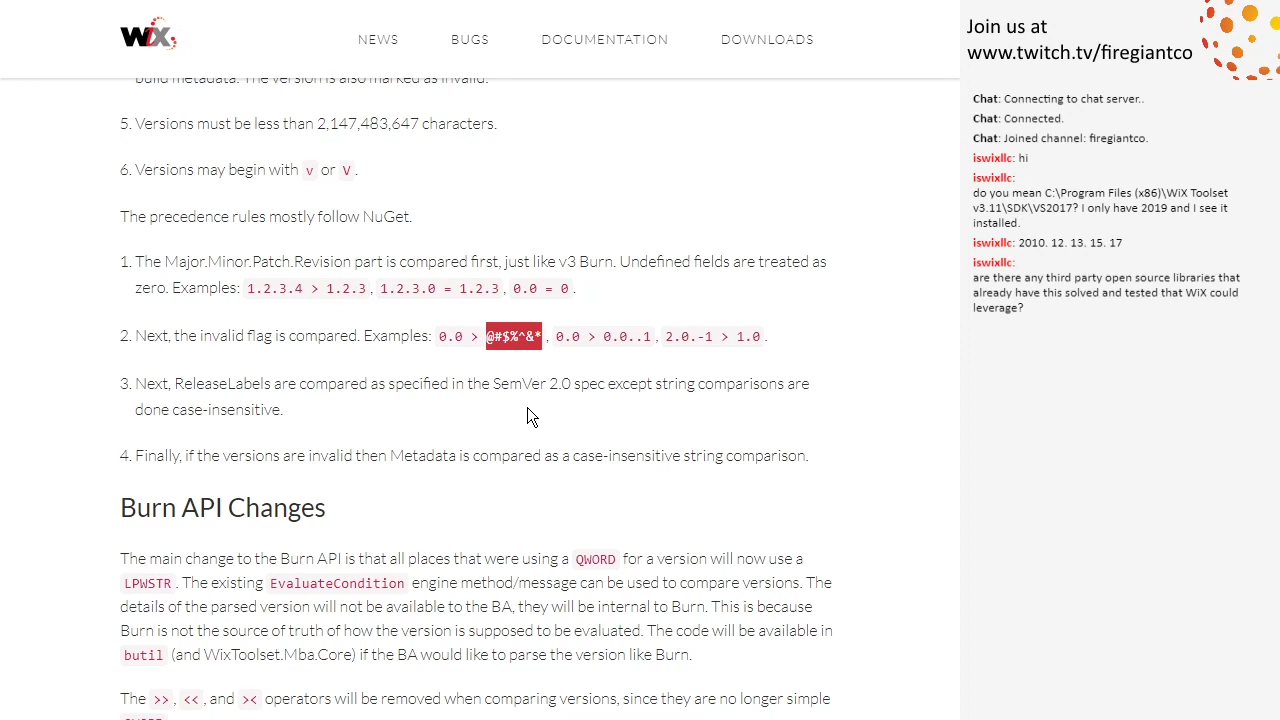 WiX
NEWS BUGS DOCUMENTATION DOWNLOADS
build metadata. The version is also marked as invalid.
5. Versions must be less than 2,147,483,647 characters.
6. Versions may begin with v or V.
The precedence rules mostly follow NuGet.
1. The Major.Minor.Patch.Revision part is compared first, just like v3 Burn. Undefined fields are treated as
zero. Examples: 1.2.3.4 > 1.2.3, 1.2.3.0 = 1.2.3, 0.0 = 0.
2. Next, the invalid flag is compared. Examples: 0.0 > @#$%^&*, 0.0 > 0.0..1, 2.0.-1 > 1.0.
3. Next, ReleaseLabels are compared as specified in the SemVer 2.0 spec except string comparisons are
done case-insensitive.
4. Finally, if the versions are invalid then Metadata is compared as a case-insensitive string comparison.
Burn API Changes
The main change to the Burn API is that all places that were using a QWORD for a version will now use a
LPWSTR. The existing EvaluateCondition engine method/message can be used to compare versions. The
details of the parsed version will not be available to the BA, they will be internal to Burn. This is because
Burn is not the source of truth of how the version is supposed to be evaluated. The code will be available in
butil (and WixToolset.Mba.Core) if the BA would like to parse the version like Burn.
The >>, <<, and >< operators will be removed when comparing versions, since they are no longer simple
Join us at
www.twitch.tv/firegiantco
Chat: Connecting to chat server..
Chat: Connected.
Chat: Joined channel: firegiantco.
iswixllc: hi
iswixllc:
do you mean C:\Program Files (x86)\WiX Toolset
v3.11\SDK\VS2017? I only have 2019 and I see it
installed.
iswixllc: 2010. 12. 13. 15. 17
iswixllc:
are there any third party open source libraries that
already have this solved and tested that WiX could
leverage?